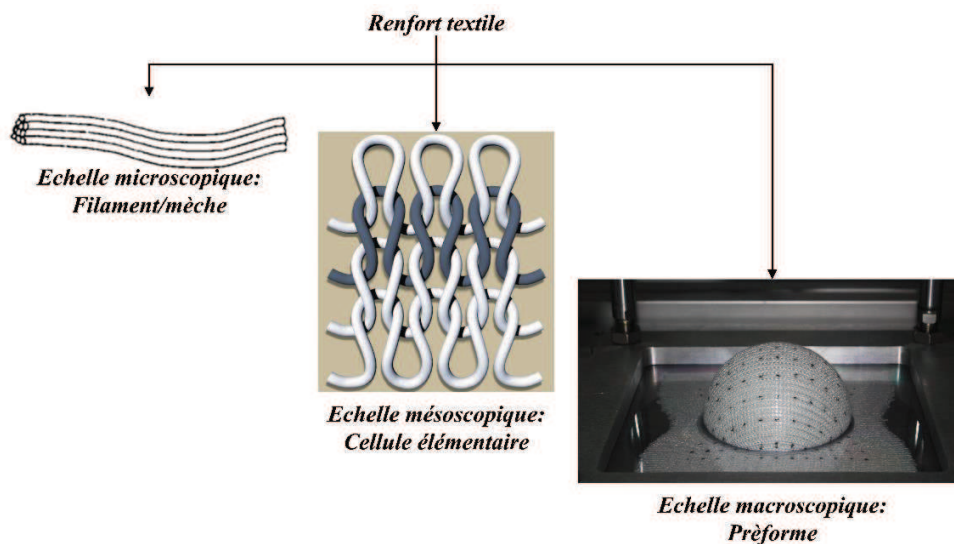 Renfort textile
Echelle microscopique:
Filament/mèche
Echelle mésoscopique:
Cellule élémentaire
Echelle macroscopique:
Prèforme